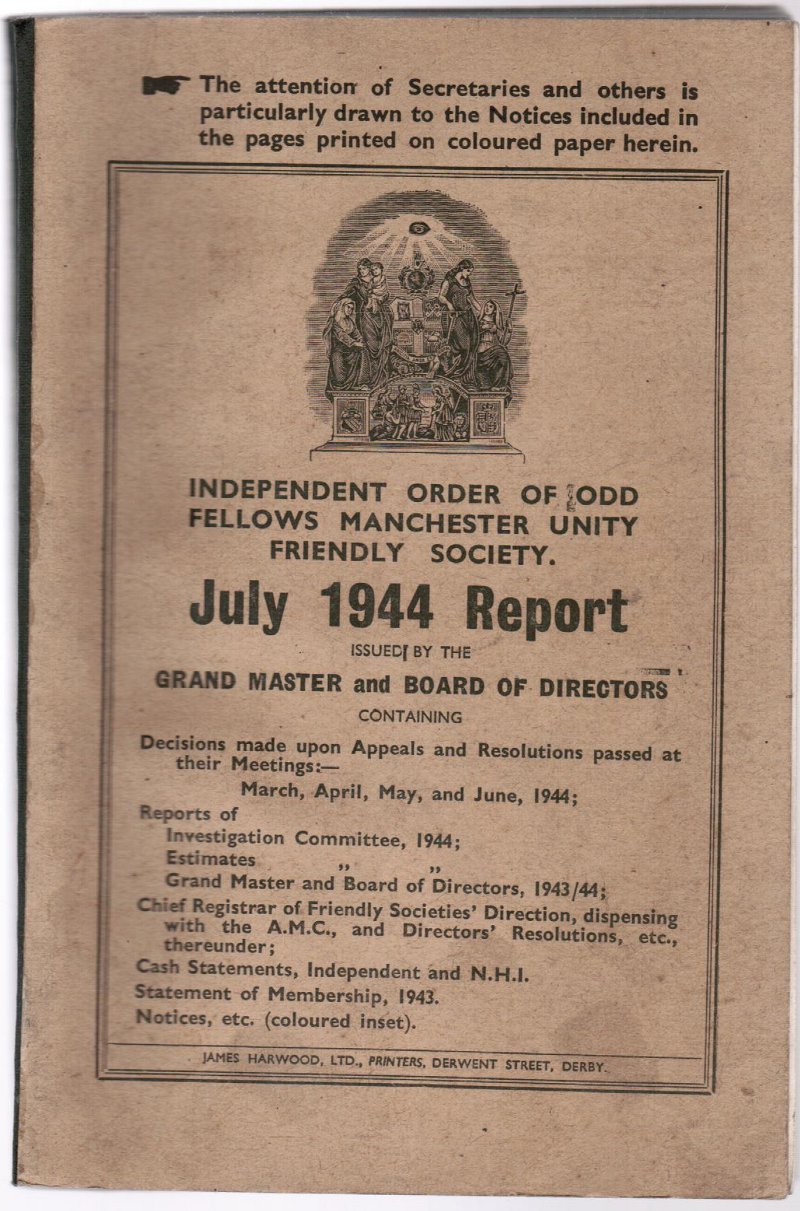 The attention of Secretaries and others is
particularly drawn to the Notices included in
the pages printed on coloured paper herein.
INDEPENDENT ORDER OF ODD
FELLOWS MANCHESTER UNITY
FRIENDLY SOCIETY.
July 1944 Report
ISSUED BY THE
GRAND MASTER and BOARD OF DIRECTORS
CONTAINING
Decisions made upon Appeals and Resolutions passed at
their Meetings:—
March, April, May, and June, 1944;
Reports of
Investigation Committee, 1944;
Estimates „ „
Grand Master and Board of Directors, 1943/44;
Chief Registrar of Friendly Societies' Direction, dispensing
with the A.M.C., and Directors' Resolutions, etc.,
thereunder;
Cash Statements, Independent and N.H.I.
Statement of Membership, 1943.
Notices, etc. (coloured inset).
JAMES HARWOOD, LTD., PRINTERS, DERWENT STREET, DERBY.